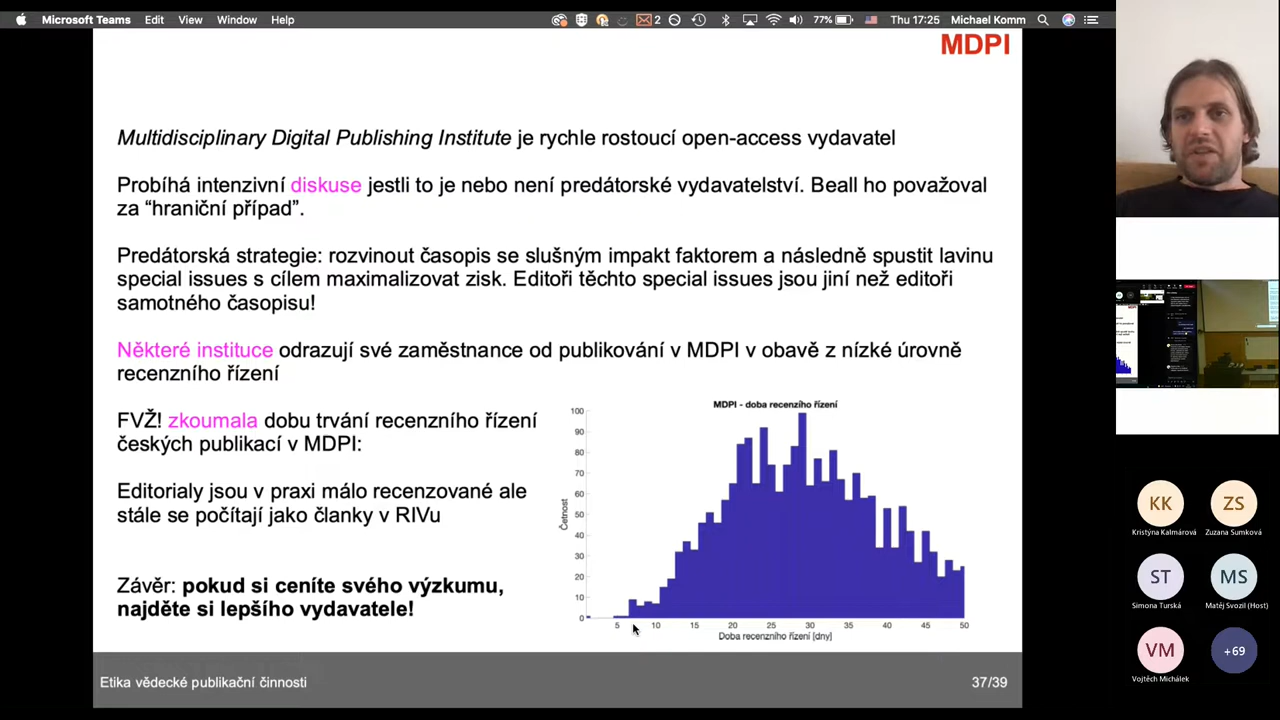 Microsoft Teams Edit View Window Help
2 77% Thu 17:25 Michael Komm
MDPI
Multidisciplinary Digital Publishing Institute je rychle rostoucí open-access vydavatel
Probíhá intenzivní diskuse jestli to je nebo není predátorské vydavatelství. Beall ho považoval
za “hraniční případ”.
Predátorská strategie: rozvinout časopis se slušným impakt faktorem a následně spustit lavinu
special issues s cílem maximalizovat zisk. Editoři těchto special issues jsou jiní než editoři
samotného časopisu!
Některé instituce odrazují své zaměstnance od publikování v MDPI v obavě z nízké úrovně
recenzního řízení
FVŽ! zkoumala dobu trvání recenzního řízení
českých publikací v MDPI:
Editorialy jsou v praxi málo recenzované ale
stále se počítají jako članky v RIVu
Závěr: pokud si ceníte svého výzkumu,
najděte si lepšího vydavatele!
MDPI - doba recenzího řízení
100
90
80
70
60
50
40
30
20
10
0
Četnost
5 10 15 20 25 30 35 40 45 50
Doba recenzního řízení [dny]
Etika vědecké publikační činnosti
37/39
KK
ZS
Kristýna Kalmárová
Zuzana Sumková
ST
MS
Simona Turská
Matěj Svozil (Host)
VM
+69
Vojtěch Michálek